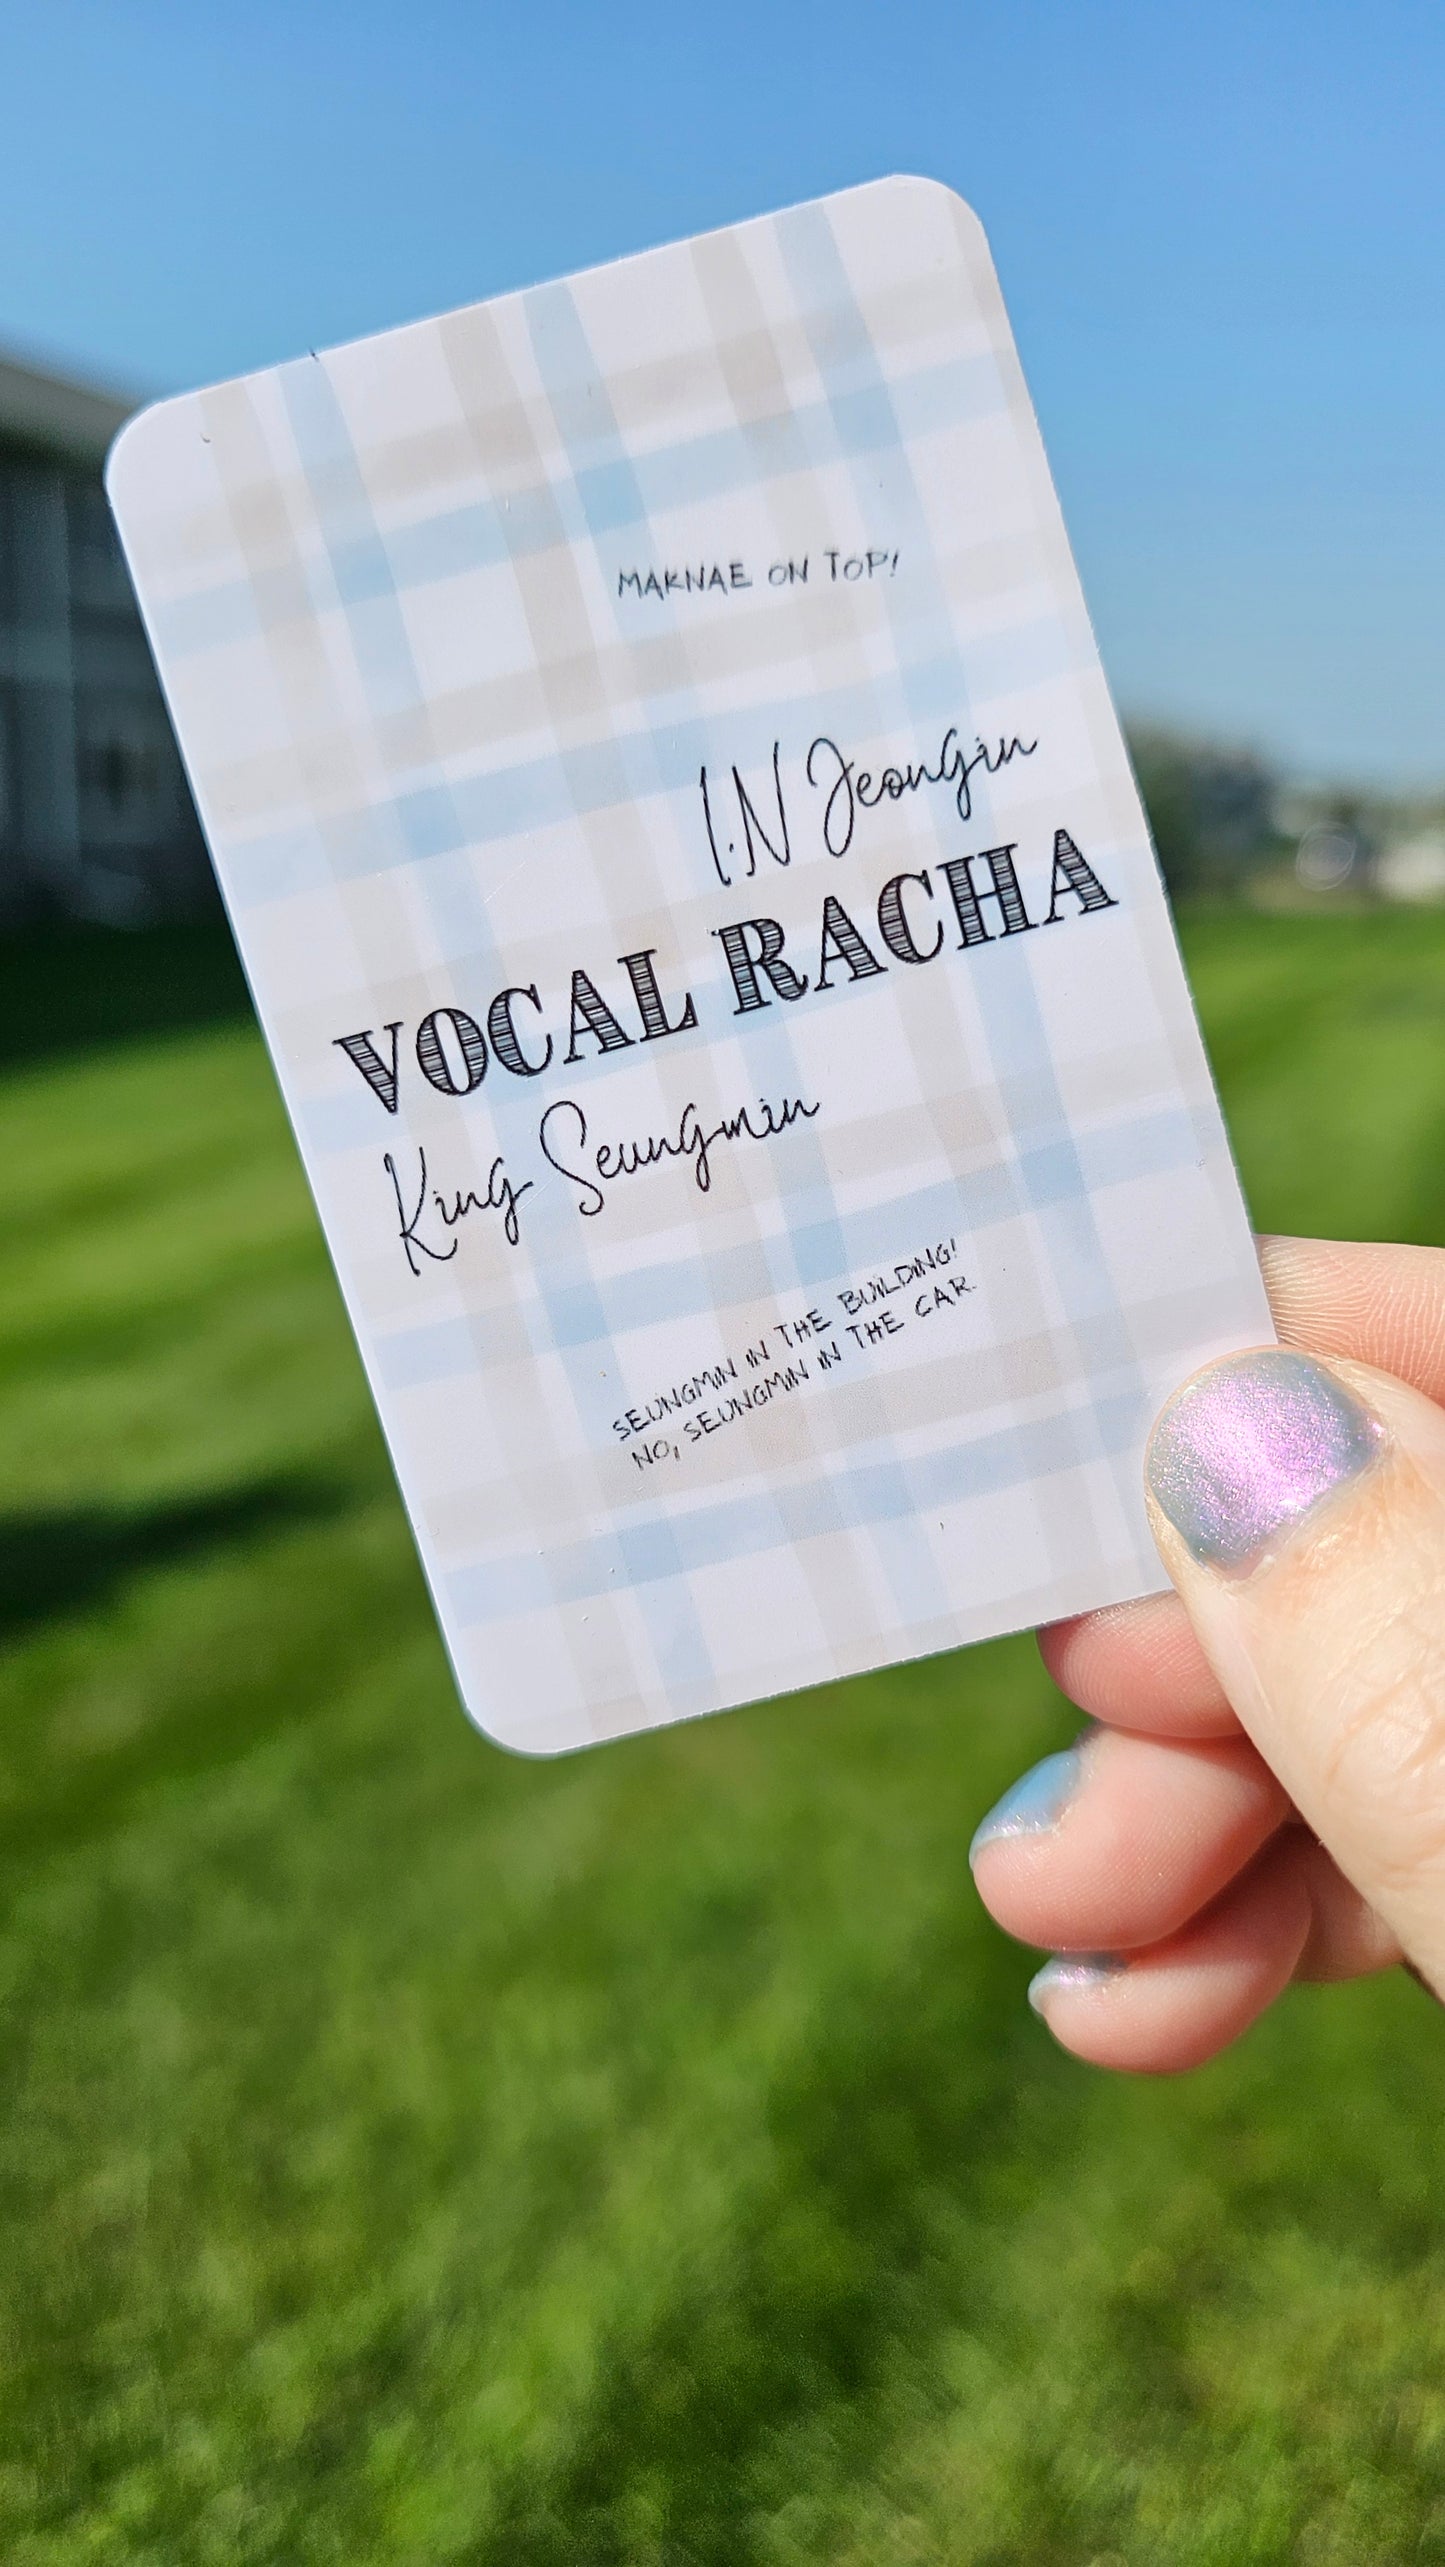 MAKNAE ON TOP!
I.N Jeongin
VOCAL RACHA
King Seungmin
SEUNGMIN IN THE BUILDING!
NO, SEUNGMIN IN THE CAR.